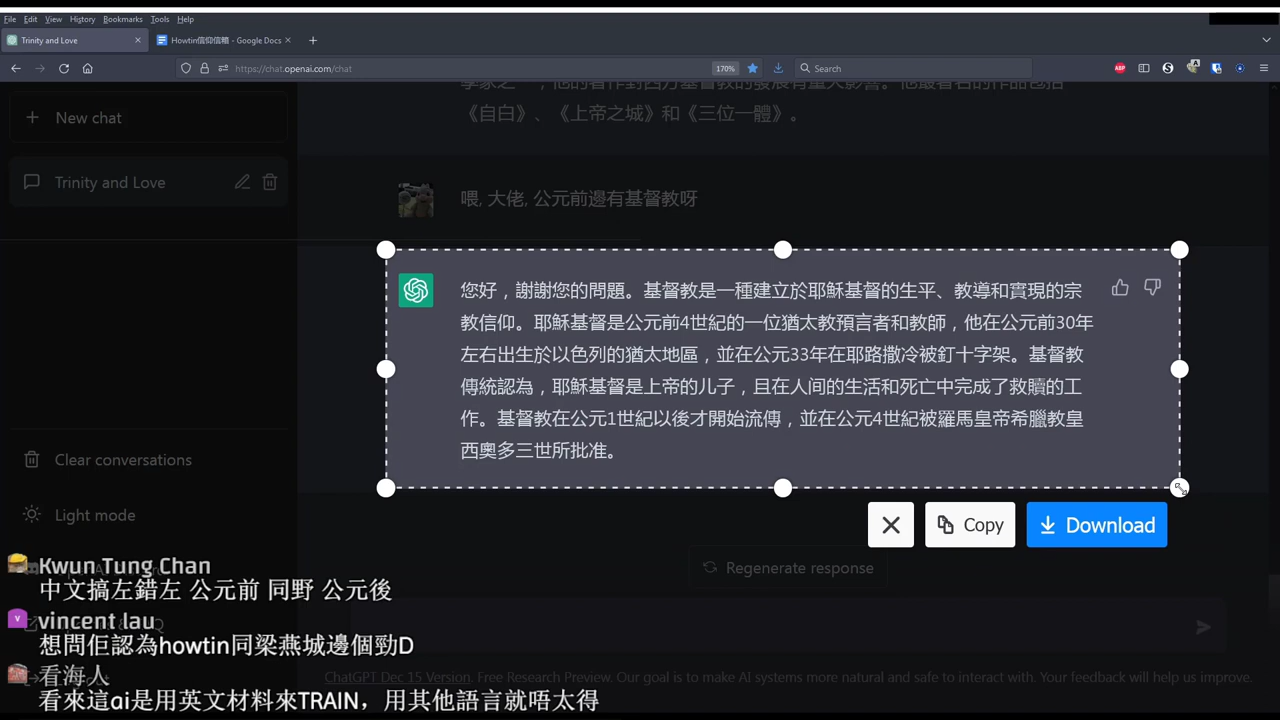 File Edit View History Bookmarks Tools Help
Trinity and Love
Howtin信仰信賴 - Google Docs
https://chat.openai.com/chat
170%
Search
New chat
《自白》、《上帝之城》和《三位一體》。
Trinity and Love
喂, 大佬, 公元前邊有基督教呀
您好，謝謝您的問題。基督教是一種建立於耶穌基督的生平、教導和實現的宗
教信仰。耶穌基督是公元前4世紀的一位猶太教預言者和教師，他在公元前30年
左右出生於以色列的猶太地區，並在公元33年在耶路撒冷被釘十字架。基督教
傳統認為，耶穌基督是上帝的儿子，且在人间的生活和死亡中完成了救贖的工
作。基督教在公元1世紀以後才開始流傳，並在公元4世紀被羅馬皇帝希臘教皇
西奧多三世所批准。
Clear conversations
Light mode
Copy
Download
Regenerate response
Kwun Tung Chan
中文搞左錯左 公元前 同野 公元後
vincent lau
想問佢認為howtin同梁燕城邊個勁D
看海人
看來這ai是用英文材料來TRAIN，用其他語言就唔太得
ChatGPT Dec 15 Version. Free Research Preview. Our goal is to make AI systems more natural and safe to interact with. Your feedback will help us improve.